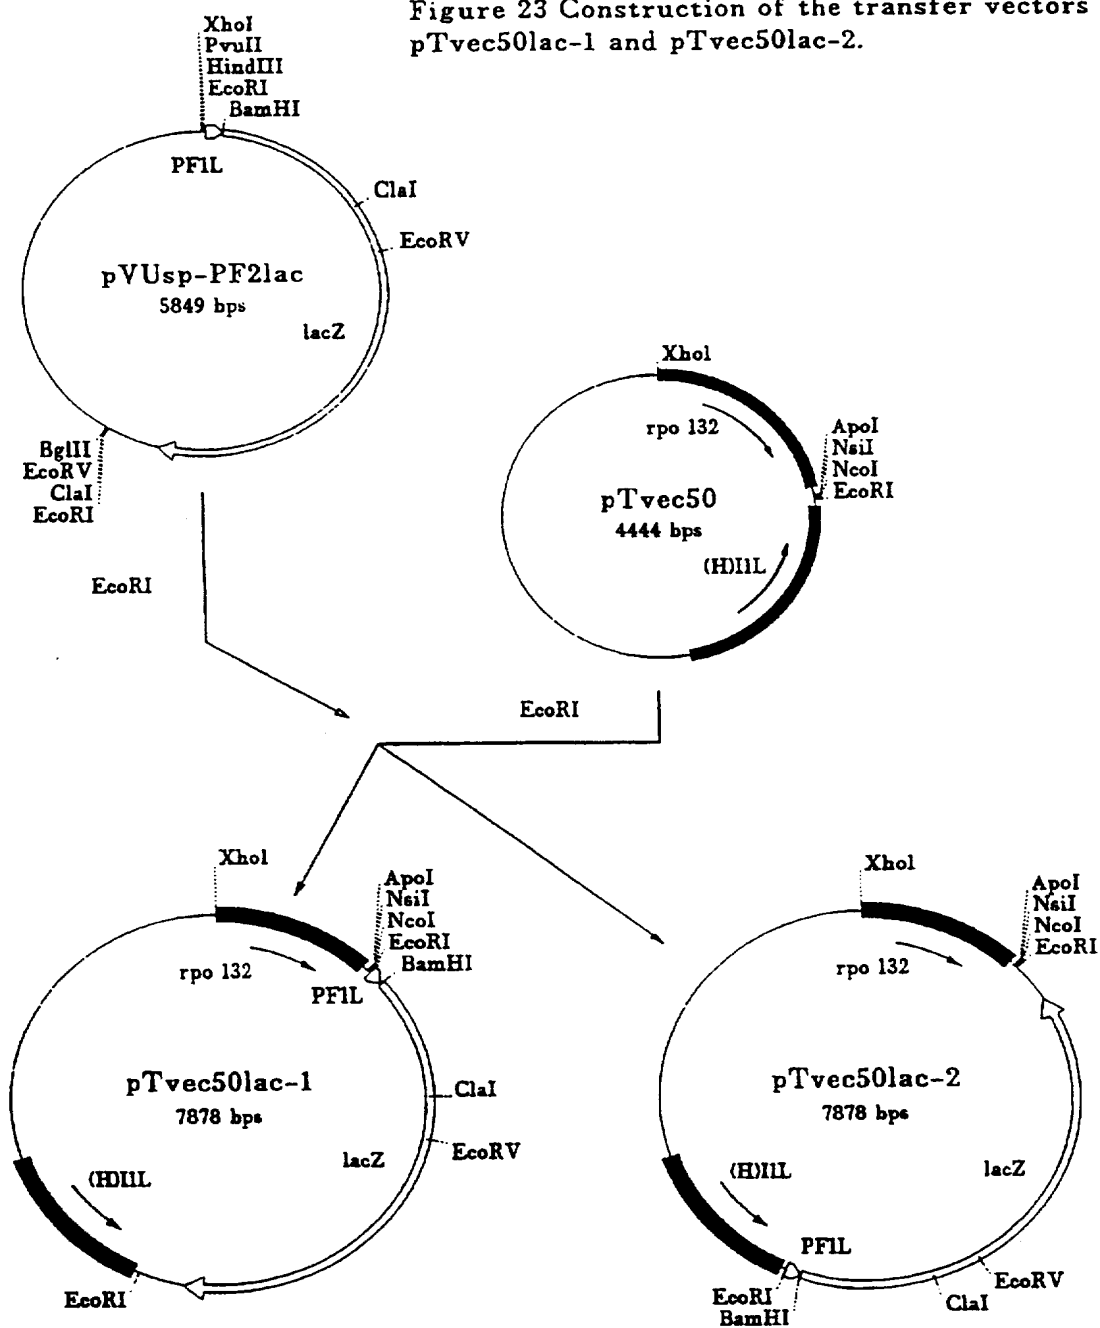 Figure 23 Construction of the transfer vectors
pTvec50lac-1 and pTvec50lac-2.
XhoI
PvuII
HindIII
EcoRI
BamHI
PF1L
ClaI
EcoRV
pVUsp-PF2lac
5849 bps
lacZ
BglII
EcoRV
ClaI
EcoRI
XhoI
rpo 132
ApoI
NsiI
NcoI
EcoRI
pTvec50
4444 bps
(H)I1L
EcoRI
EcoRI
XhoI
ApoI
NsiI
NcoI
EcoRI
BamHI
rpo 132
PF1L
pTvec50lac-1
7878 bps
ClaI
EcoRV
lacZ
(H)I1L
EcoRI
XhoI
ApoI
NsiI
NcoI
EcoRI
rpo 132
pTvec50lac-2
7878 bps
lacZ
(H)I1L
PF1L
EcoRI
BamHI
ClaI
EcoRV